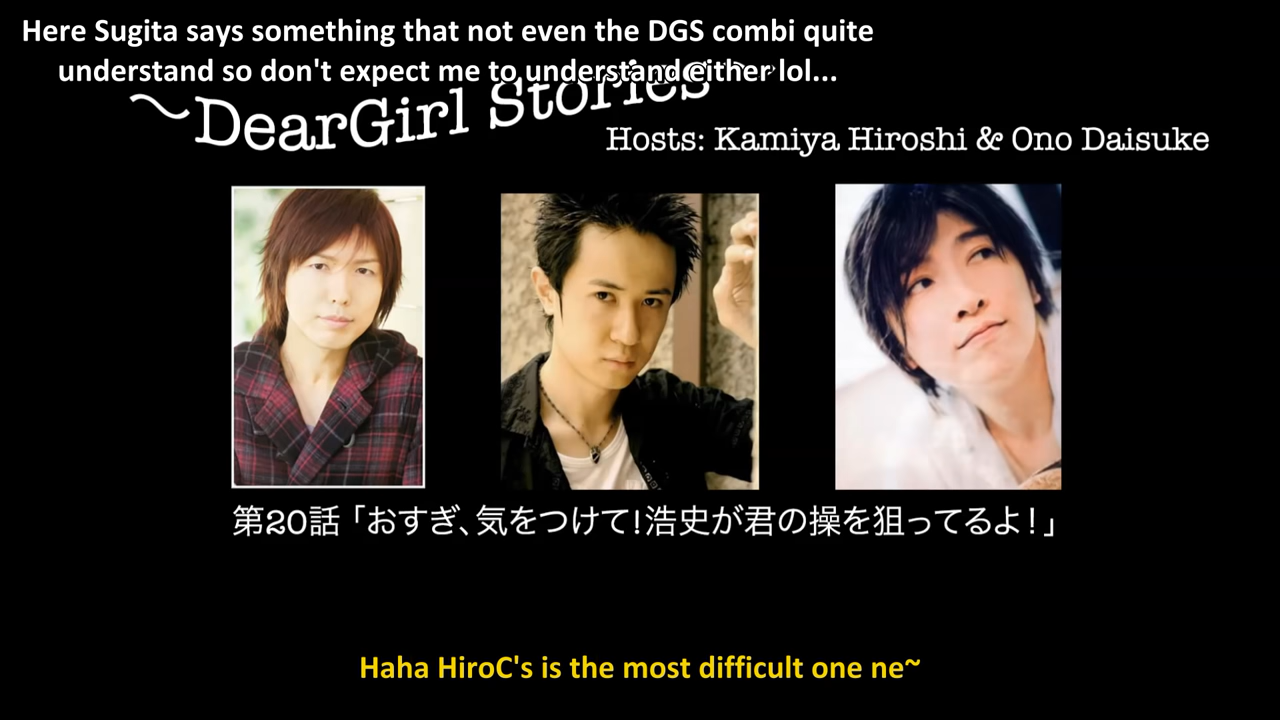 Here Sugita says something that not even the DGS combi quite
understand so don't expect me to understand either lol...
～DearGirl Stories～
Hosts: Kamiya Hiroshi & Ono Daisuke
第20話「おすぎ、気をつけて!浩史が君の操を狙ってるよ!」
Haha HiroC's is the most difficult one ne~